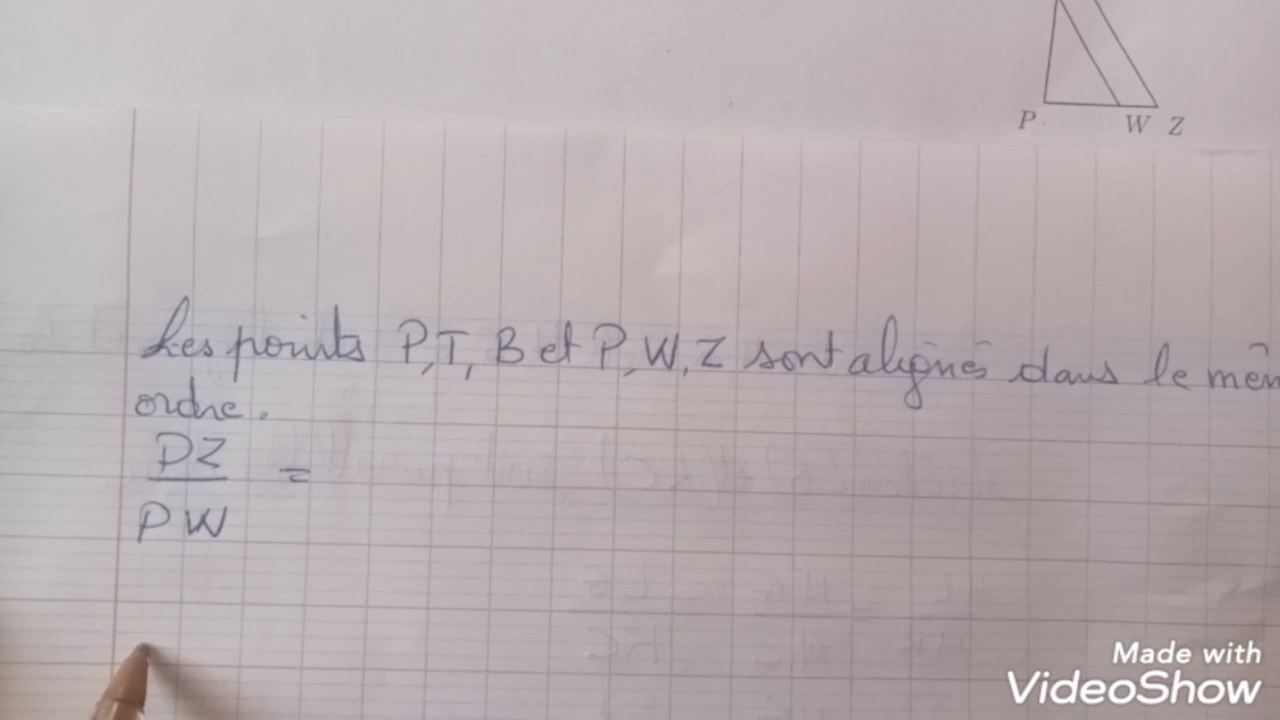 P W Z
Les points P, T, B et P, W, Z sont alignés dans le mêm
ordre.
PZ
=
PW
Made with
VideoShow